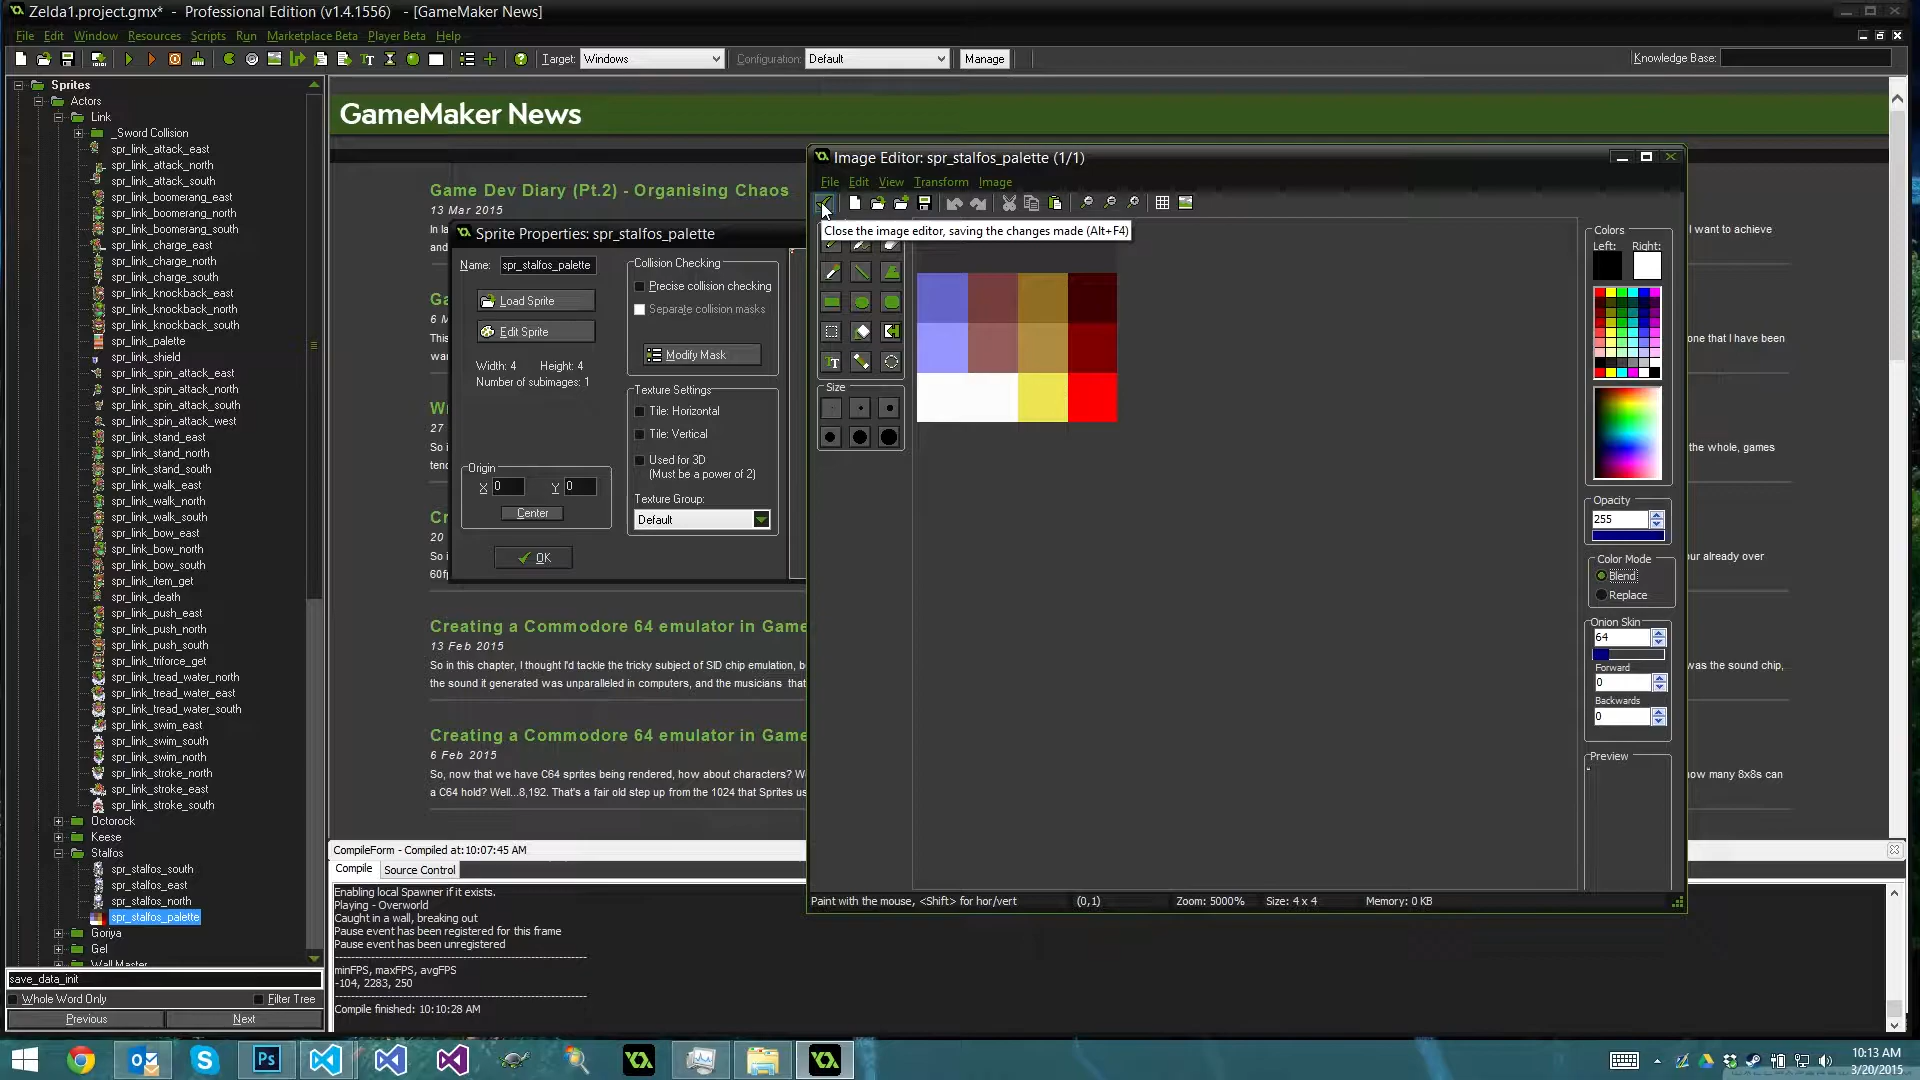 Zelda1.project.gmx* - Professional Edition (v1.4.1556) - [GameMaker News]
File Edit Window Resources Scripts Run Marketplace Beta Player Beta Help
Target: Windows Configuration: Default Manage Knowledge Base:
Sprites
Actors
Link
_Sword Collision
spr_link_attack_east
spr_link_attack_north
spr_link_attack_south
spr_link_boomerang_east
spr_link_boomerang_north
spr_link_boomerang_south
spr_link_charge_east
spr_link_charge_north
spr_link_charge_south
spr_link_knockback_east
spr_link_knockback_north
spr_link_knockback_south
spr_link_palette
spr_link_shield
spr_link_spin_attack_east
spr_link_spin_attack_north
spr_link_spin_attack_south
spr_link_spin_attack_west
spr_link_stand_east
spr_link_stand_north
spr_link_stand_south
spr_link_walk_east
spr_link_walk_north
spr_link_walk_south
spr_link_bow_east
spr_link_bow_north
spr_link_bow_south
spr_link_item_get
spr_link_death
spr_link_push_east
spr_link_push_north
spr_link_push_south
spr_link_triforce_get
spr_link_tread_water_north
spr_link_tread_water_east
spr_link_tread_water_south
spr_link_swim_east
spr_link_swim_south
spr_link_swim_north
spr_link_stroke_north
spr_link_stroke_east
spr_link_stroke_south
Octorock
Keese
Stalfos
spr_stalfos_south
spr_stalfos_east
spr_stalfos_north
spr_stalfos_palette
Goriya
Gel
Wall Master
save_data_init
Whole Word Only Filter Tree
Previous Next
GameMaker News
Game Dev Diary (Pt.2) - Organising Chaos
13 Mar 2015
In la
I want to achieve
and
Ga
6 M
This
one that I have been
wa
W
27
So i
the whole, games
tend
Cr
20
So i
our already over
60f
Creating a Commodore 64 emulator in Game
13 Feb 2015
So in this chapter, I thought I'd tackle the tricky subject of SID chip emulation, b
was the sound chip,
the sound it generated was unparalleled in computers, and the musicians that
Creating a Commodore 64 emulator in Game
6 Feb 2015
So, now that we have C64 sprites being rendered, how about characters? W
how many 8x8s can
a C64 hold? Well...8,192. That's a fair old step up from the 1024 that Sprites us
Sprite Properties: spr_stalfos_palette
Name: spr_stalfos_palette
Load Sprite
Edit Sprite
Width: 4 Height: 4
Number of subimages: 1
Origin
X 0 Y 0
Center
OK
Collision Checking
Precise collision checking
Separate collision masks
Modify Mask
Texture Settings
Tile: Horizontal
Tile: Vertical
Used for 3D
(Must be a power of 2)
Texture Group:
Default
Image Editor: spr_stalfos_palette (1/1)
File Edit View Transform Image
Close the image editor, saving the changes made (Alt+F4)
Size
Colors
Left: Right:
Opacity
255
Color Mode
Blend
Replace
Onion Skin
64
Forward
0
Backwards
0
Preview
Paint with the mouse, <Shift> for hor/vert (0,1) Zoom: 5000% Size: 4 x 4 Memory: 0 KB
CompileForm - Compiled at:10:07:45 AM
Compile Source Control
Enabling local Spawner if it exists.
Playing - Overworld
Caught in a wall, breaking out
Pause event has been registered for this frame
Pause event has been unregistered
minFPS, maxFPS, avgFPS
-104, 2283, 250
Compile finished: 10:10:28 AM
10:13 AM
3/20/2015